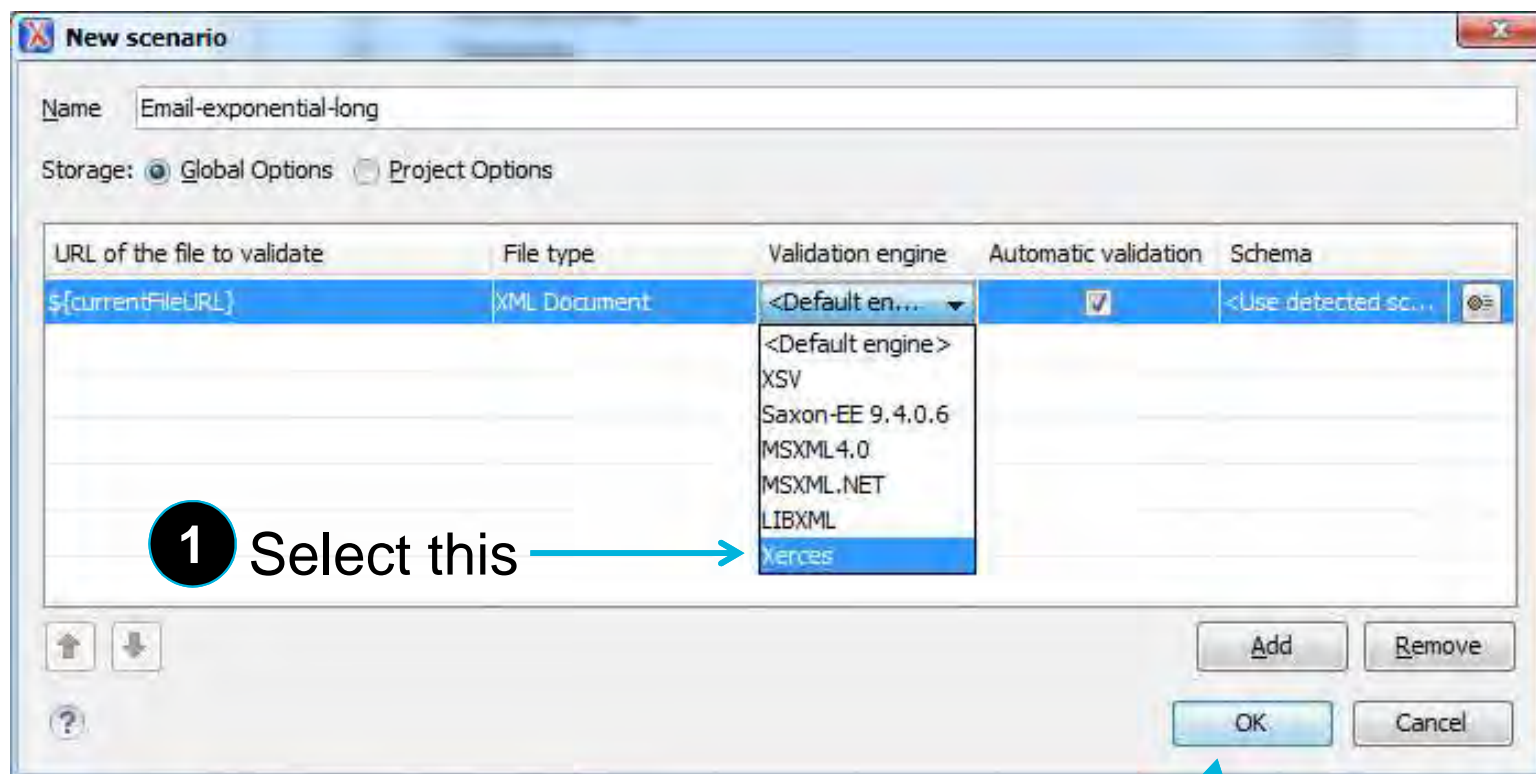 New scenario
Name Email-exponential-long
Storage: Global Options Project Options
URL of the file to validate File type Validation engine Automatic validation Schema
${currentFileURL} XML Document <Default en... <Use detected sc...
<Default engine>
XSV
Saxon-EE 9.4.0.6
MSXML4.0
MSXML.NET
LIBXML
1 Select this Xerces
Add Remove
? OK Cancel